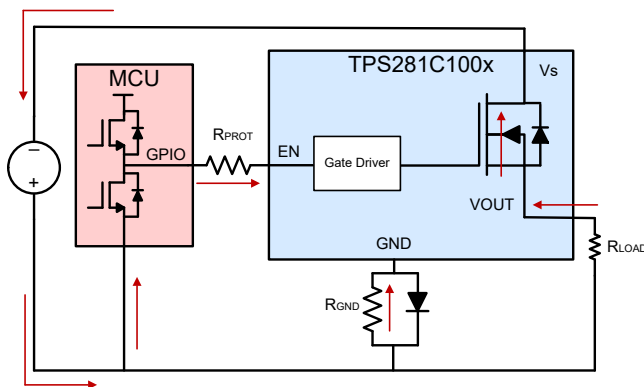 TPS281C100x
Vs
MCU
RPROT
GPIO
EN
Gate Driver
VOUT
GND
RLOAD
RGND
−
+